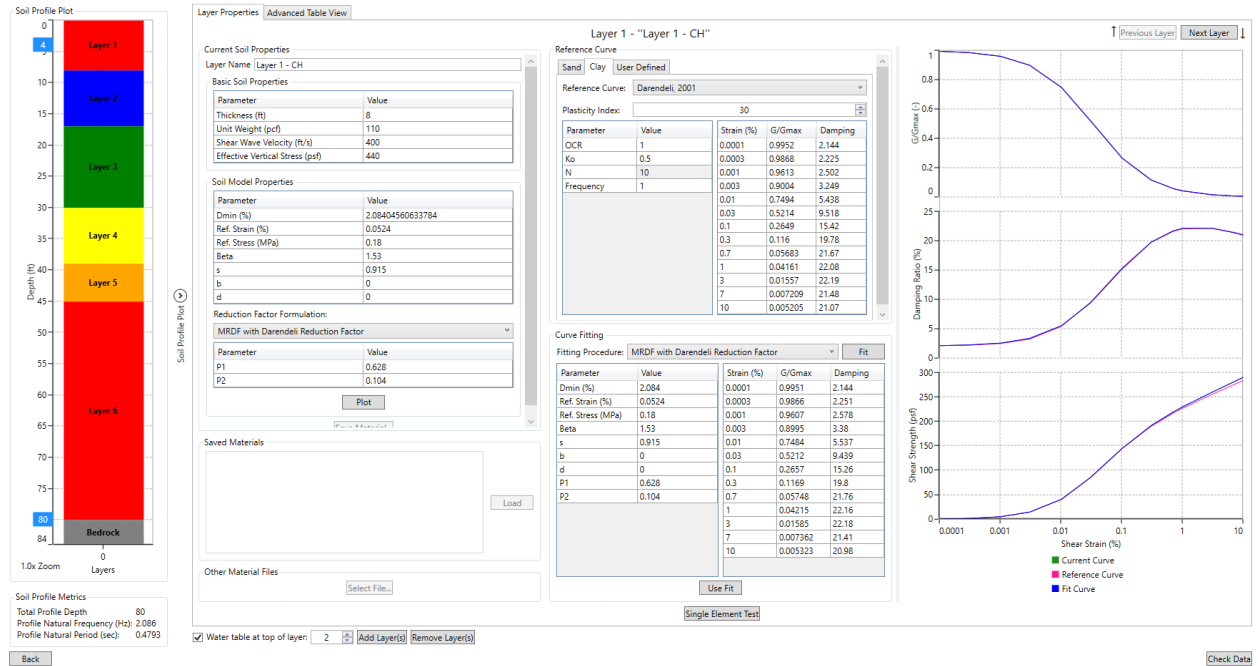 Soil Profile Plot
0
4
10
15
20
25
30
35
40
45
50
55
60
65
70
75
80
84
Depth (ft)
Layer 1
Layer 2
Layer 3
Layer 4
Layer 5
Layer 6
Bedrock
0
1.0x Zoom
Layers
Soil Profile Metrics
Total Profile Depth 80
Profile Natural Frequency (Hz): 2.086
Profile Natural Period (sec): 0.4793
Back
Soil Profile Plot
Layer Properties Advanced Table View
Layer 1 - "Layer 1 - CH"
Previous Layer Next Layer
Current Soil Properties
Layer Name Layer 1 - CH
Basic Soil Properties
Parameter Value
Thickness (ft) 8
Unit Weight (pcf) 110
Shear Wave Velocity (ft/s) 400
Effective Vertical Stress (psf) 440
Soil Model Properties
Parameter Value
Dmin (%) 2.08404560633784
Ref. Strain (%) 0.0524
Ref. Stress (MPa) 0.18
Beta 1.53
s 0.915
b 0
d 0
Reduction Factor Formulation:
MRDF with Darendeli Reduction Factor
Parameter Value
P1 0.628
P2 0.104
Plot
Save Material
Saved Materials
Load
Other Material Files
Select File...
Reference Curve
Sand Clay User Defined
Reference Curve: Darendeli, 2001
Plasticity Index: 30
Parameter Value
OCR 1
Ko 0.5
N 10
Frequency 1
Strain (%) G/Gmax Damping
0.0001 0.9952 2.144
0.0003 0.9868 2.225
0.001 0.9613 2.502
0.003 0.9004 3.249
0.01 0.7494 5.438
0.03 0.5214 9.518
0.1 0.2649 15.42
0.3 0.116 19.78
0.7 0.05683 21.67
1 0.04161 22.08
3 0.01557 22.19
7 0.007209 21.48
10 0.005205 21.07
Curve Fitting
Fitting Procedure: MRDF with Darendeli Reduction Factor Fit
Parameter Value
Dmin (%) 2.084
Ref. Strain (%) 0.0524
Ref. Stress (MPa) 0.18
Beta 1.53
s 0.915
b 0
d 0
P1 0.628
P2 0.104
Strain (%) G/Gmax Damping
0.0001 0.9951 2.144
0.0003 0.9866 2.251
0.001 0.9607 2.578
0.003 0.8995 3.38
0.01 0.7484 5.537
0.03 0.5212 9.439
0.1 0.2657 15.26
0.3 0.1169 19.8
0.7 0.05748 21.76
1 0.04215 22.16
3 0.01585 22.18
7 0.007362 21.41
10 0.005323 20.98
Use Fit
Single Element Test
G/Gmax (-)
1
0.8
0.6
0.4
0.2
0
Damping Ratio (%)
25
20
15
10
5
0
Shear Strength (psf)
300
250
200
150
100
50
0
0.0001 0.001 0.01 0.1 1 10
Shear Strain (%)
Current Curve
Reference Curve
Fit Curve
Water table at top of layer: 2 Add Layer(s) Remove Layer(s)
Check Data